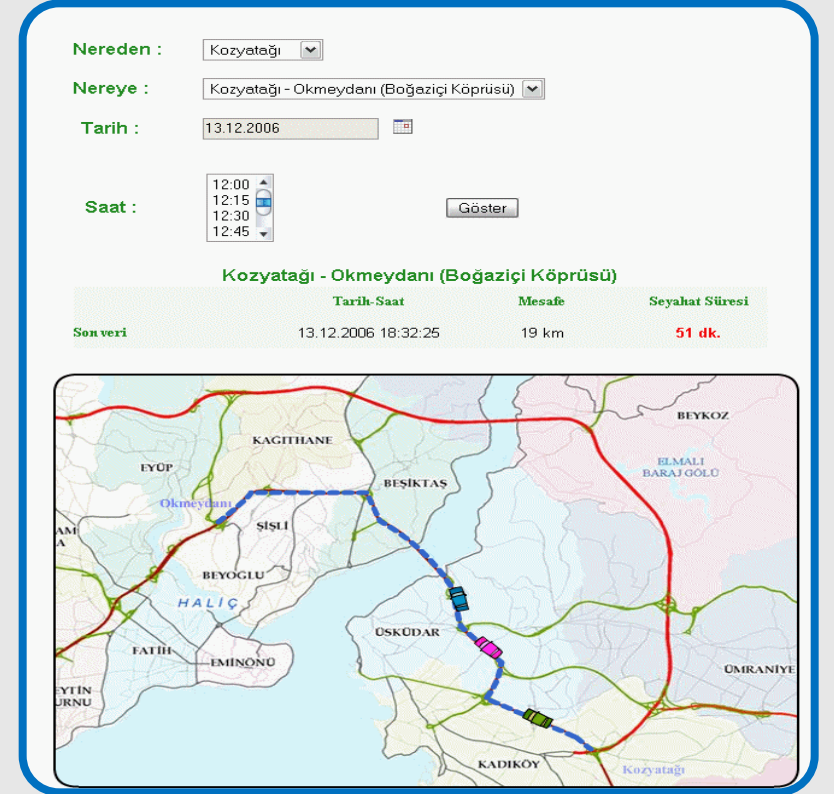 Nereden :
Kozyatağı
Nereye :
Kozyatağı - Okmeydanı (Boğaziçi Köprüsü)
Tarih :
13.12.2006
Saat :
12:00
12:15
12:30
12:45
Göster
Kozyatağı - Okmeydanı (Boğaziçi Köprüsü)
Tarih-Saat Mesafe Seyahat Süresi
Son veri 13.12.2006 18:32:25 19 km 51 dk.
BEYKOZ
KAGITHANE
EYÜP
ELMALI
BARAJ GÖLÜ
BEŞİKTAŞ
Okmeydanı
ŞİŞLİ
AM
A
BEYOGLU
HALİÇ
ÜSKÜDAR
FATİH
EMİNÖNÜ
ÜMRANİYE
EYTİN
URNU
KADIKÖY
Kozyatağı